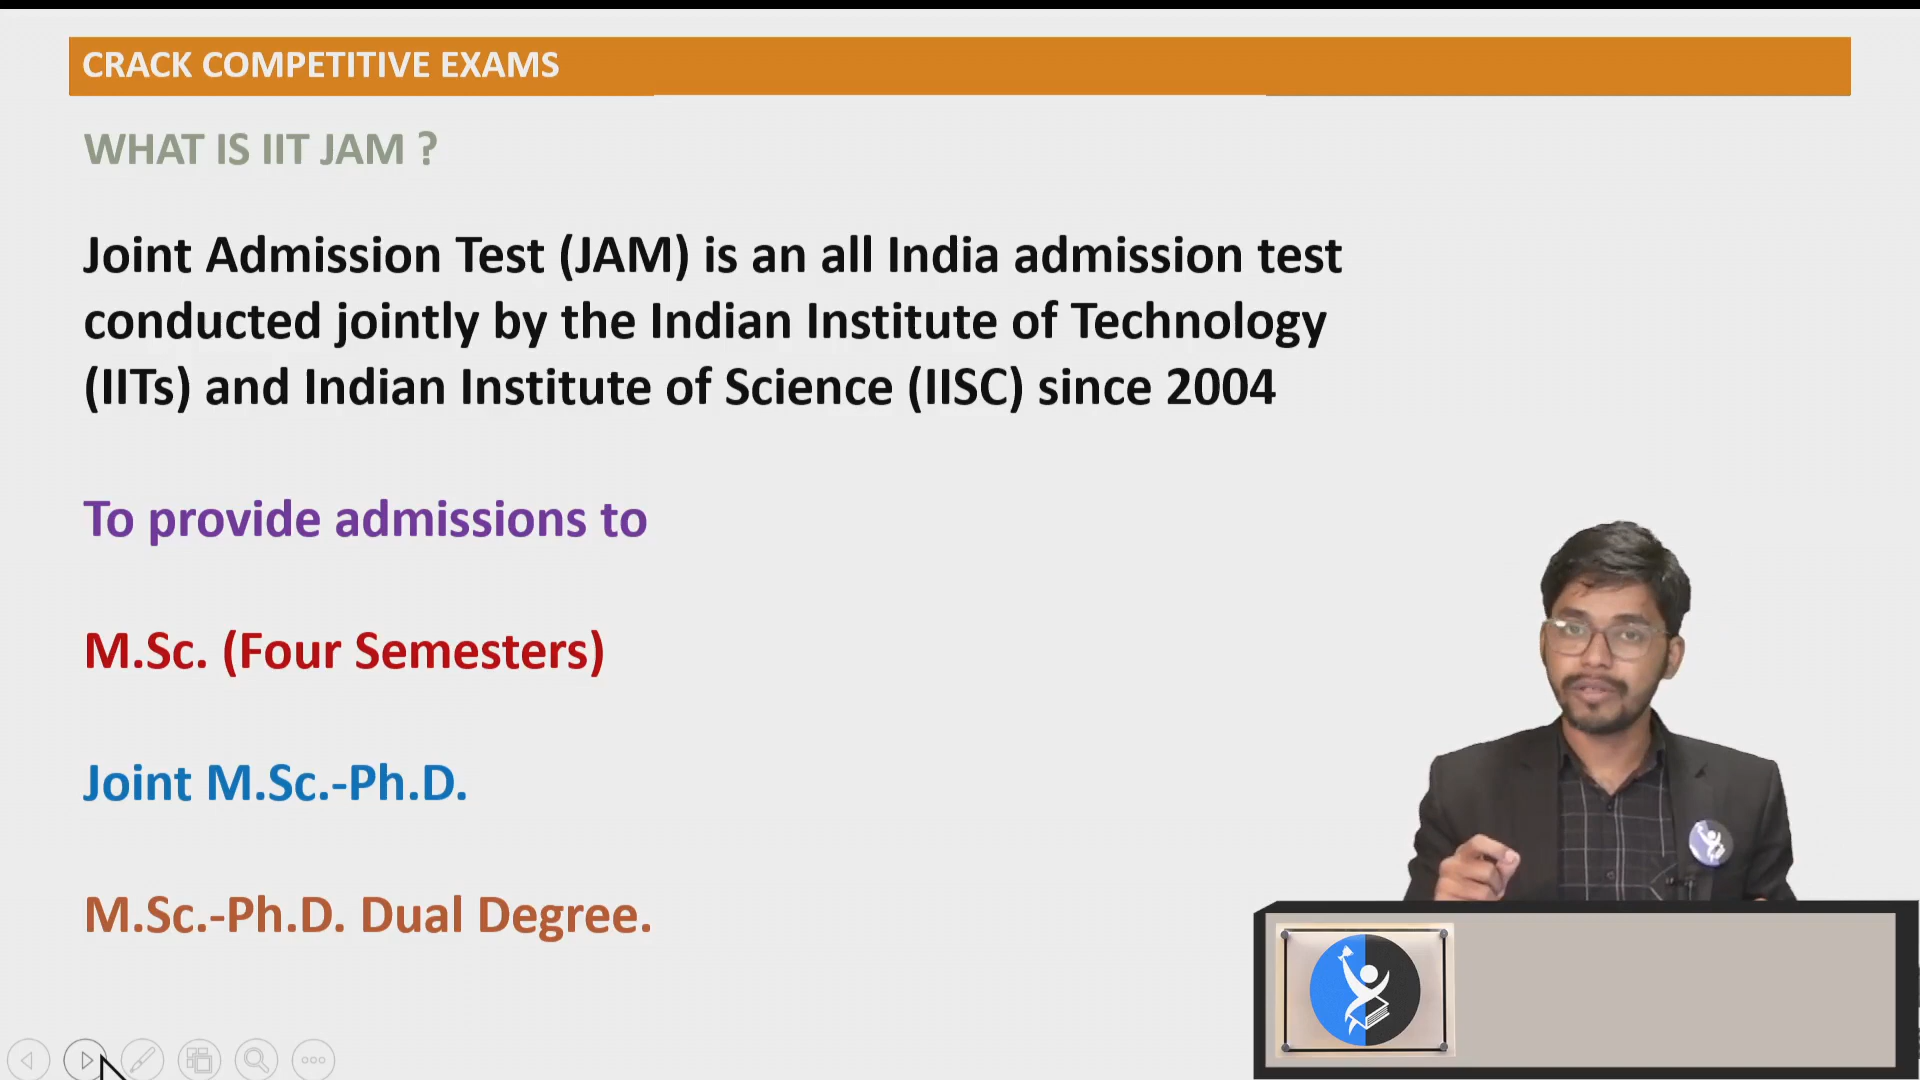 CRACK COMPETITIVE EXAMS
WHAT IS IIT JAM ?
Joint Admission Test (JAM) is an all India admission test
conducted jointly by the Indian Institute of Technology
(IITs) and Indian Institute of Science (IISC) since 2004
To provide admissions to
M.Sc. (Four Semesters)
Joint M.Sc.-Ph.D.
M.Sc.-Ph.D. Dual Degree.